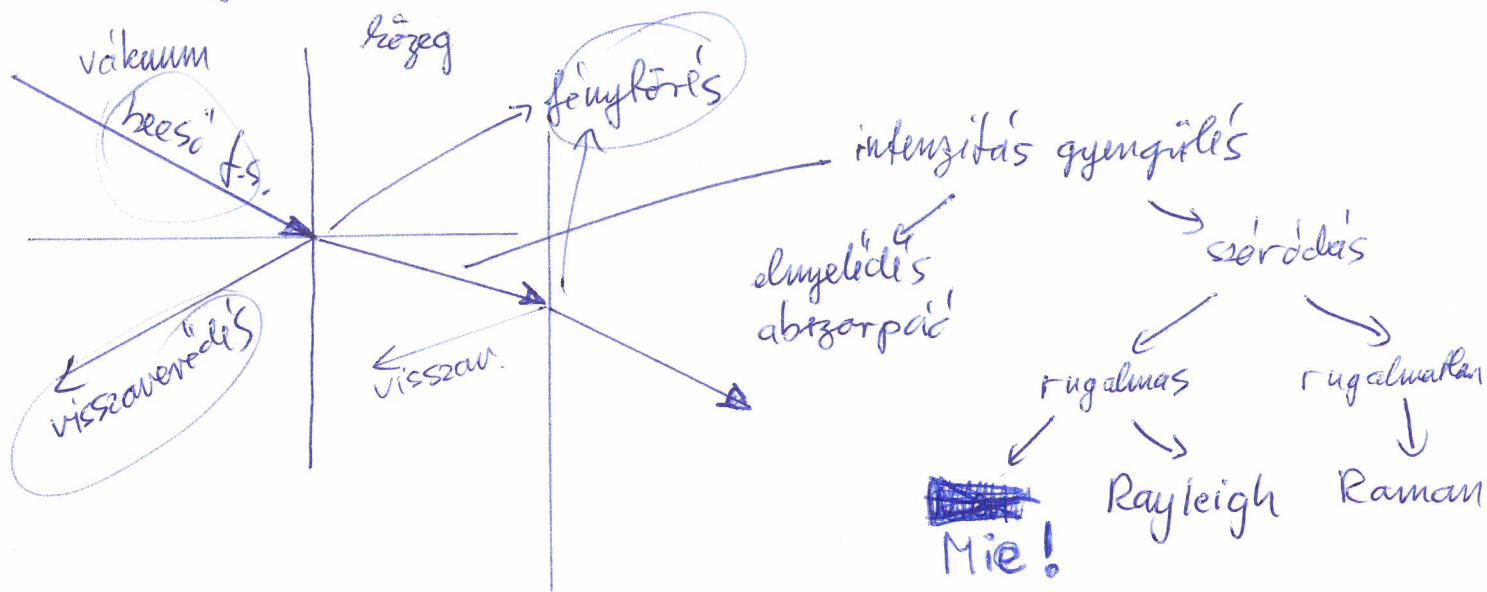 vákuum
közeg
beeső f.s.
fénytörés
visszaverődés
visszav.
intenzitás gyengülés
elnyelődés
abszorpció
szóródás
rugalmas
rugalmatlan
Mie!
Rayleigh
Raman